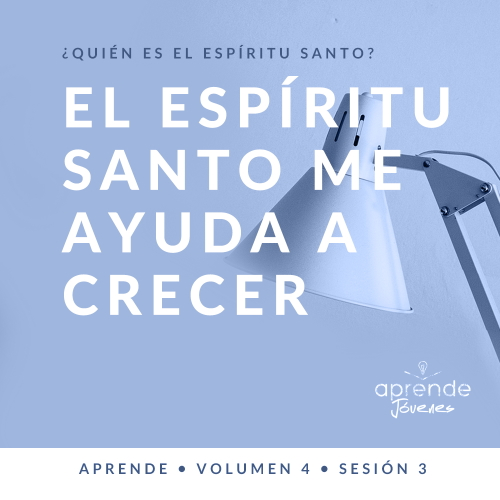 ¿QUIÉN ES EL ESPÍRITU SANTO?
EL ESPÍRITU
SANTO ME
AYUDA A
CRECER
aprende
Jóvenes
APRENDE • VOLUMEN 4 • SESIÓN 3